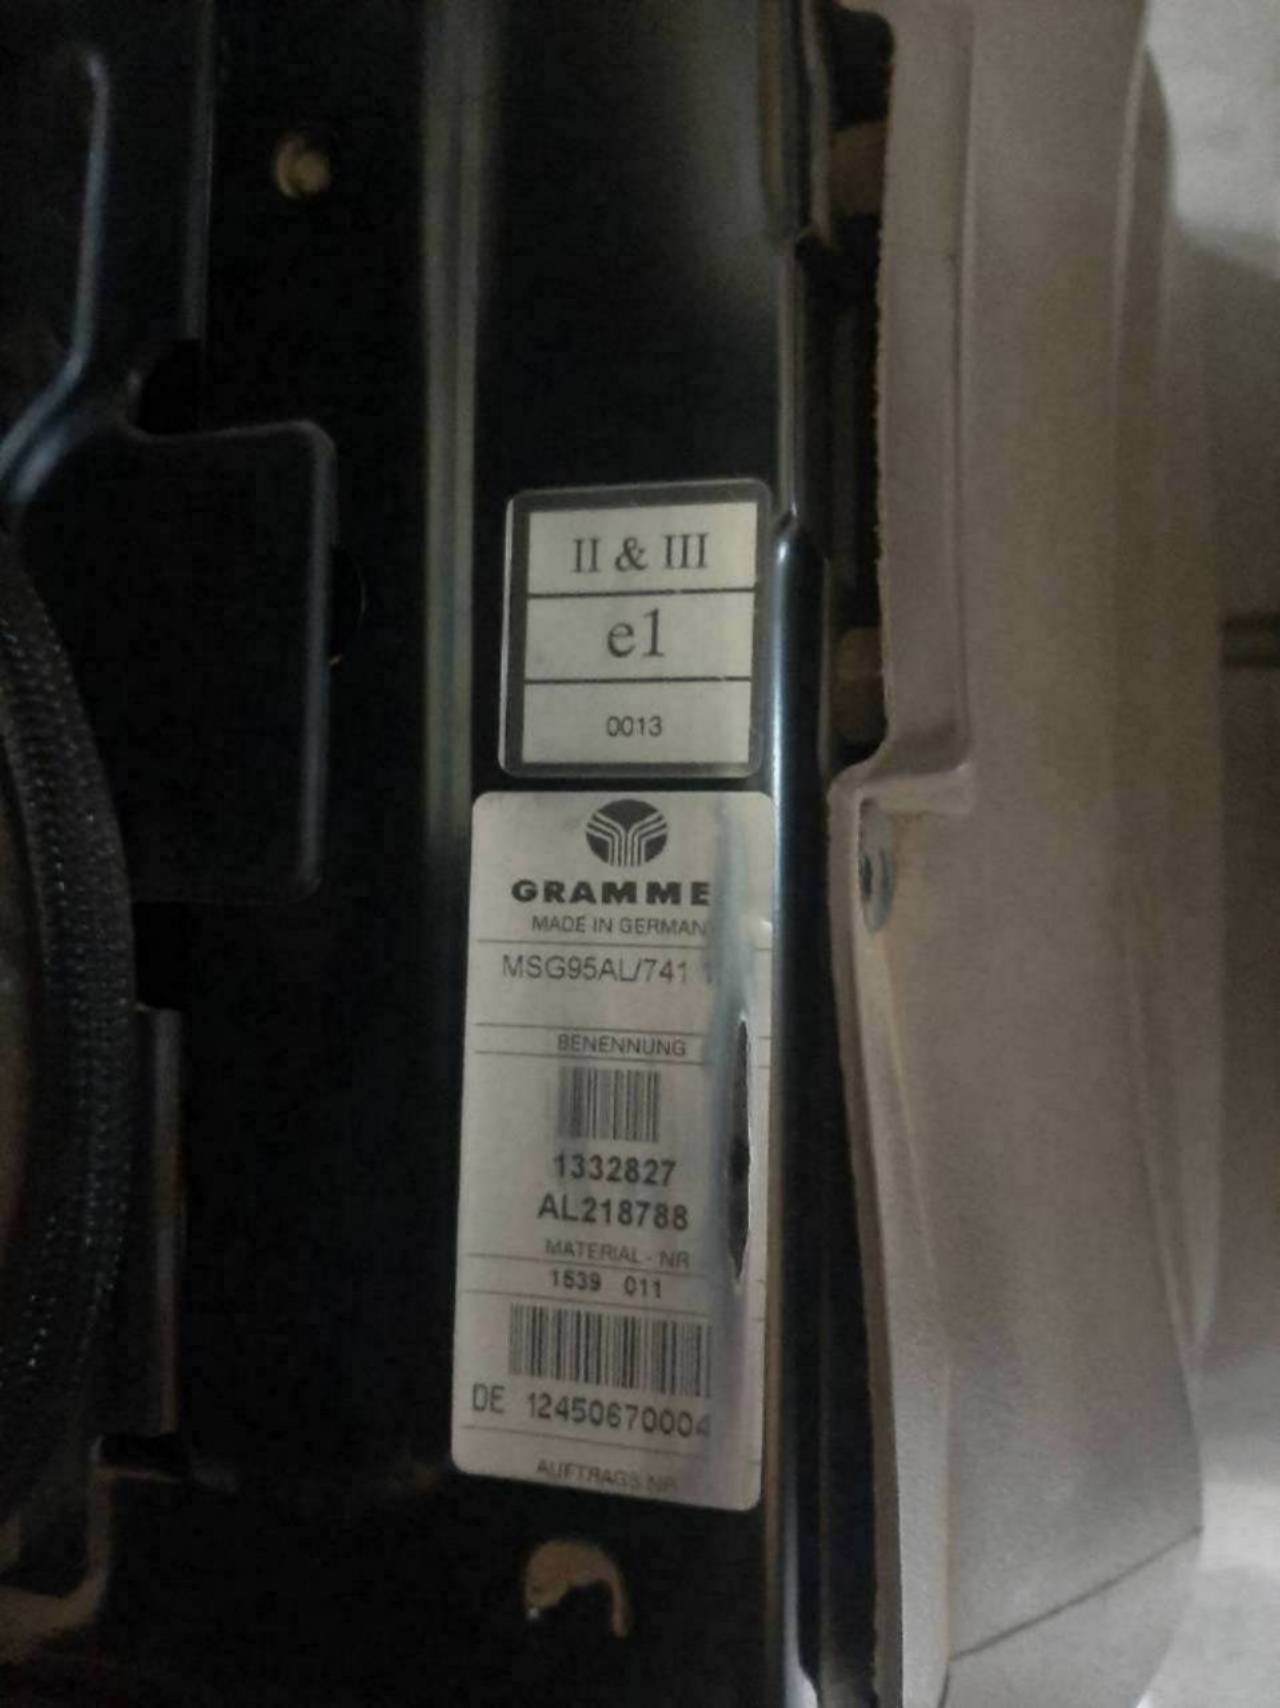 II & III
e1
0013
GRAMME
MADE IN GERMAN
MSG95AL/741
BENENNUNG
1332827
AL218788
MATERIAL - NR
1539 011
DE 12450670004
AUFTRAGS NR